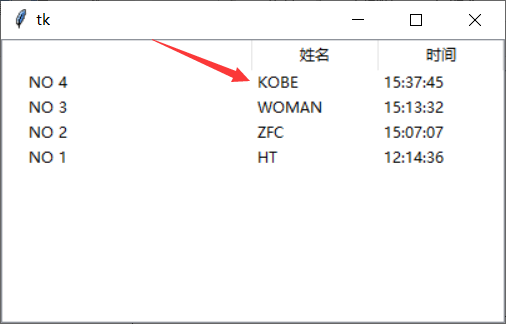 tk
姓名 时间
NO 4 KOBE 15:37:45
NO 3 WOMAN 15:13:32
NO 2 ZFC 15:07:07
NO 1 HT 12:14:36